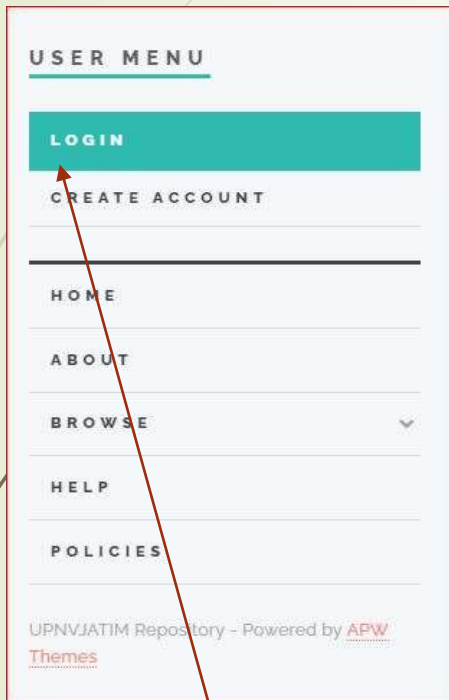 USER MENU
LOGIN
CREATE ACCOUNT
HOME
ABOUT
BROWSE
HELP
POLICIES
UPNVJATIM Repository - Powered by APW
Themes